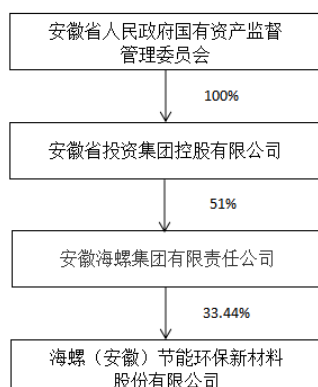 安徽省人民政府国有资产监督
管理委员会
100%
安徽省投资集团控股有限公司
51%
安徽海螺集团有限责任公司
33.44%
海螺（安徽）节能环保新材料
股份有限公司